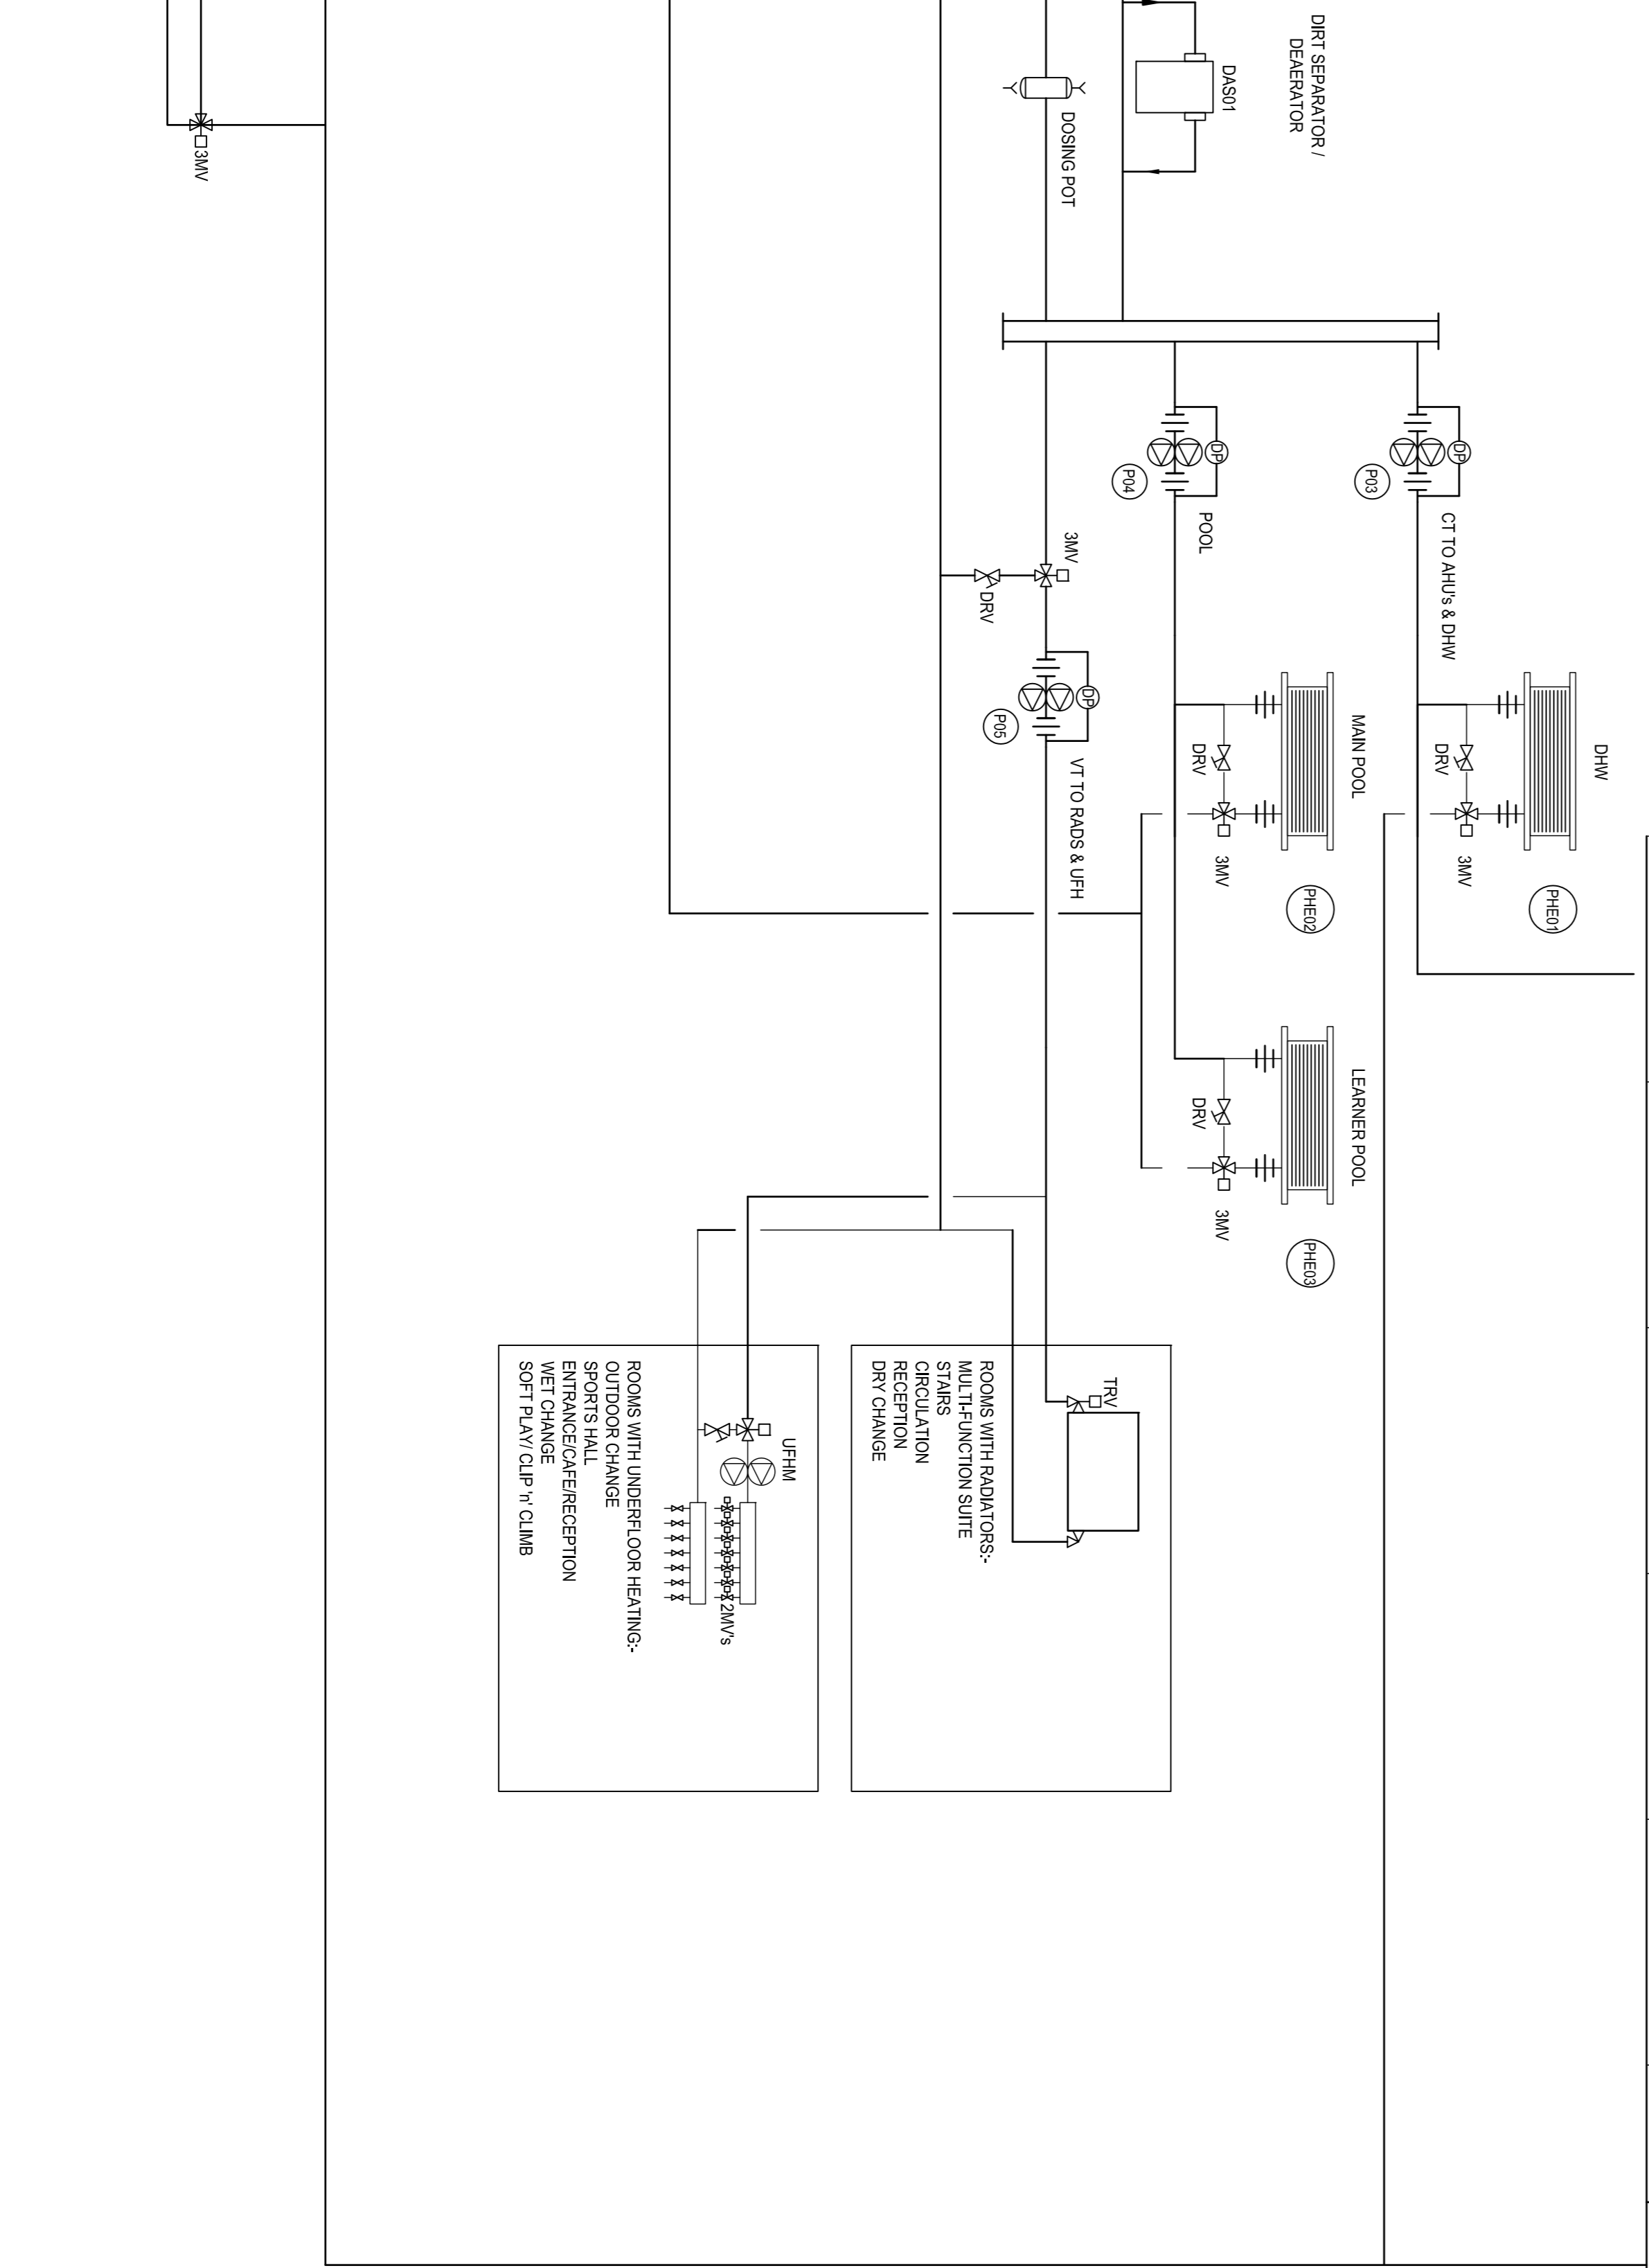 DIRT SEPARATOR /
DEAERATOR
DAS01
DOSING POT
3MV
DHW
PHE01
3MV
DRV
DP
P03
CT TO AHU's & DHW
MAIN POOL
PHE02
3MV
DRV
LEARNER POOL
PHE03
3MV
DRV
DP
P04
POOL
3MV
DRV
DP
P05
VT TO RADS & UFH
TRV
ROOMS WITH RADIATORS:-
MULTI-FUNCTION SUITE
STAIRS
CIRCULATION
RECEPTION
DRY CHANGE
UFHM
2MV's
ROOMS WITH UNDERFLOOR HEATING:-
OUTDOOR CHANGE
SPORTS HALL
ENTRANCE/CAFE/RECEPTION
WET CHANGE
SOFT PLAY/ CLIP 'n' CLIMB